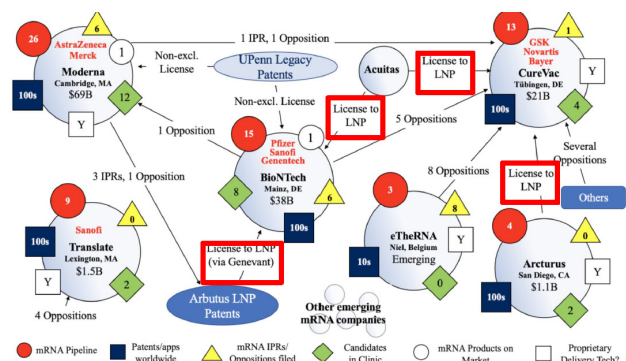 26
6
AstraZeneca
Merck
1
Moderna
Cambridge, MA
$69B
100s
12
Y
1 IPR, 1 Opposition
Non-excl.
License
UPenn Legacy
Patents
Non-excl. License
Acuitas
License to
LNP
License to
LNP
13
1
GSK
Novartis
Bayer
CureVac
Tübingen, DE
$21B
Y
100s
4
1 Opposition
5 Oppositions
15
1
Pfizer
Sanofi
Genentech
BioNTech
Mainz, DE
$38B
8
6
100s
3 IPRs, 1 Opposition
8 Oppositions
Several
Oppositions
License to
LNP
Others
9
0
Sanofi
Translate
Lexington, MA
$1.5B
100s
Y
2
4 Oppositions
License to LNP
(via Genevant)
Arbutus LNP
Patents
3
8
eTheRNA
Niel, Belgium
Emerging
Y
10s
0
4
0
Arcturus
San Diego, CA
$1.1B
Y
100s
2
Other emerging
mRNA companies
mRNA Pipeline
Patents/apps
worldwide
mRNA IPRs/
Oppositions filed
Candidates
in Clinic
mRNA Products on
Market
Proprietary
Delivery Tech?